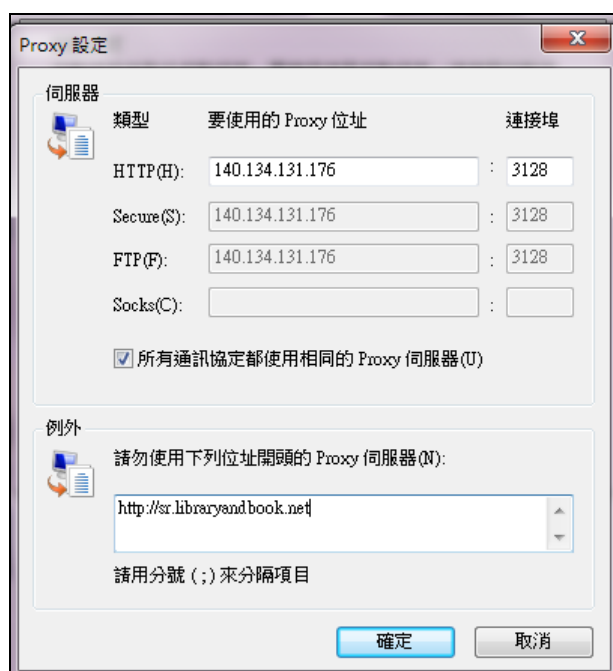 Proxy 設定
伺服器
類型 要使用的 Proxy 位址 連接埠
HTTP(H): 140.134.131.176 : 3128
Secure(S): 140.134.131.176 : 3128
FTP(F): 140.134.131.176 : 3128
Socks(C): :
所有通訊協定都使用相同的 Proxy 伺服器(U)
例外
請勿使用下列位址開頭的 Proxy 伺服器(N):
http://sr.libraryandbook.net
請用分號 ( ; ) 來分隔項目
確定 取消